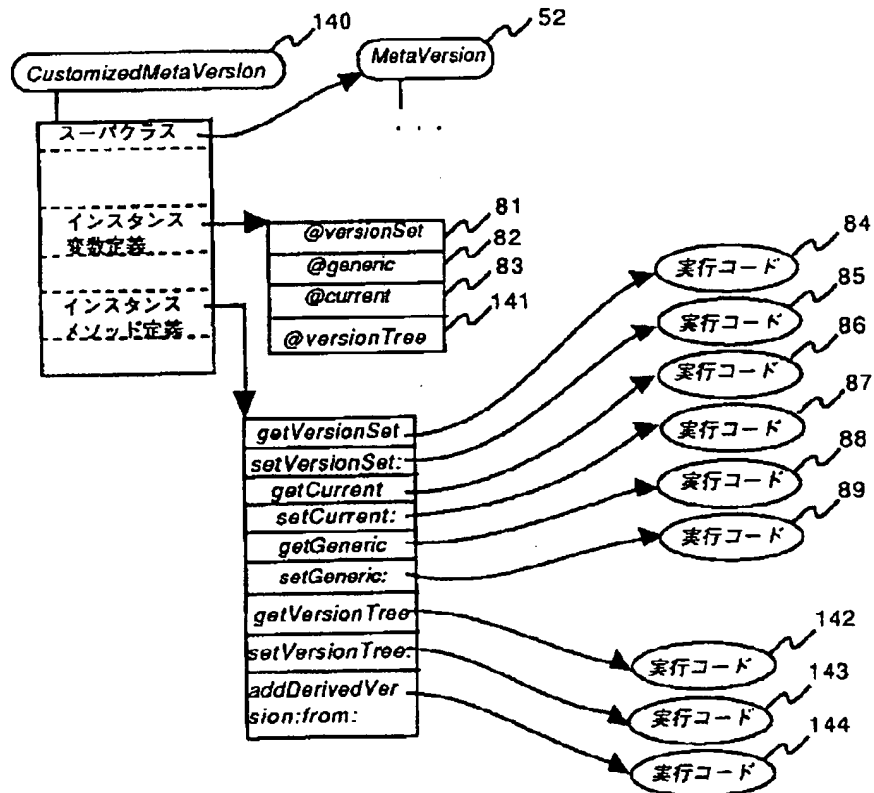 140
52
CustomizedMetaVersion
MetaVersion
スーパクラス
...
インスタンス
変数定義
81
@versionSet
82
@generic
83
@current
141
@versionTree
インスタンス
メソッド定義
84
実行コード
85
実行コード
86
実行コード
87
実行コード
88
実行コード
89
実行コード
getVersionSet
setVersionSet:
getCurrent
setCurrent:
getGeneric
setGeneric:
getVersionTree
setVersionTree:
addDerivedVer
sion:from:
142
実行コード
143
実行コード
144
実行コード